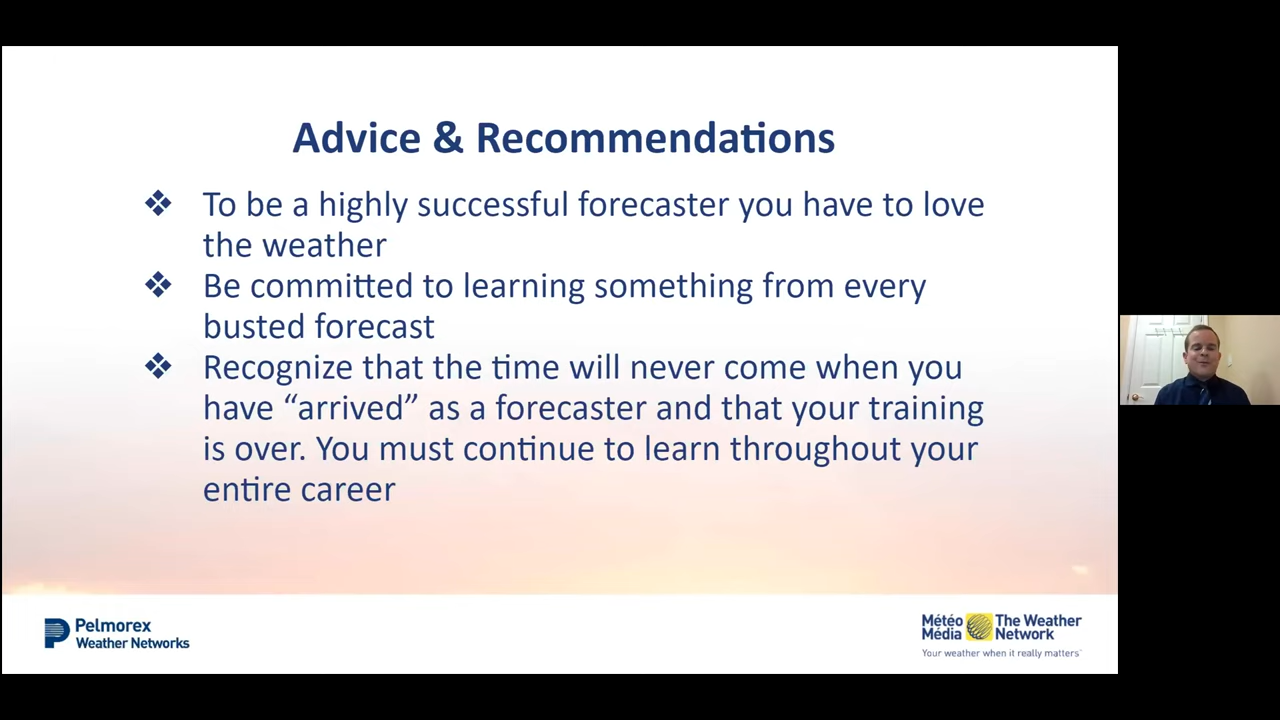 Advice & Recommendations
❖ To be a highly successful forecaster you have to love
the weather
❖ Be committed to learning something from every
busted forecast
❖ Recognize that the time will never come when you
have “arrived” as a forecaster and that your training
is over. You must continue to learn throughout your
entire career
Pelmorex
Weather Networks
Météo
Média
The Weather
Network
Your weather when it really matters™